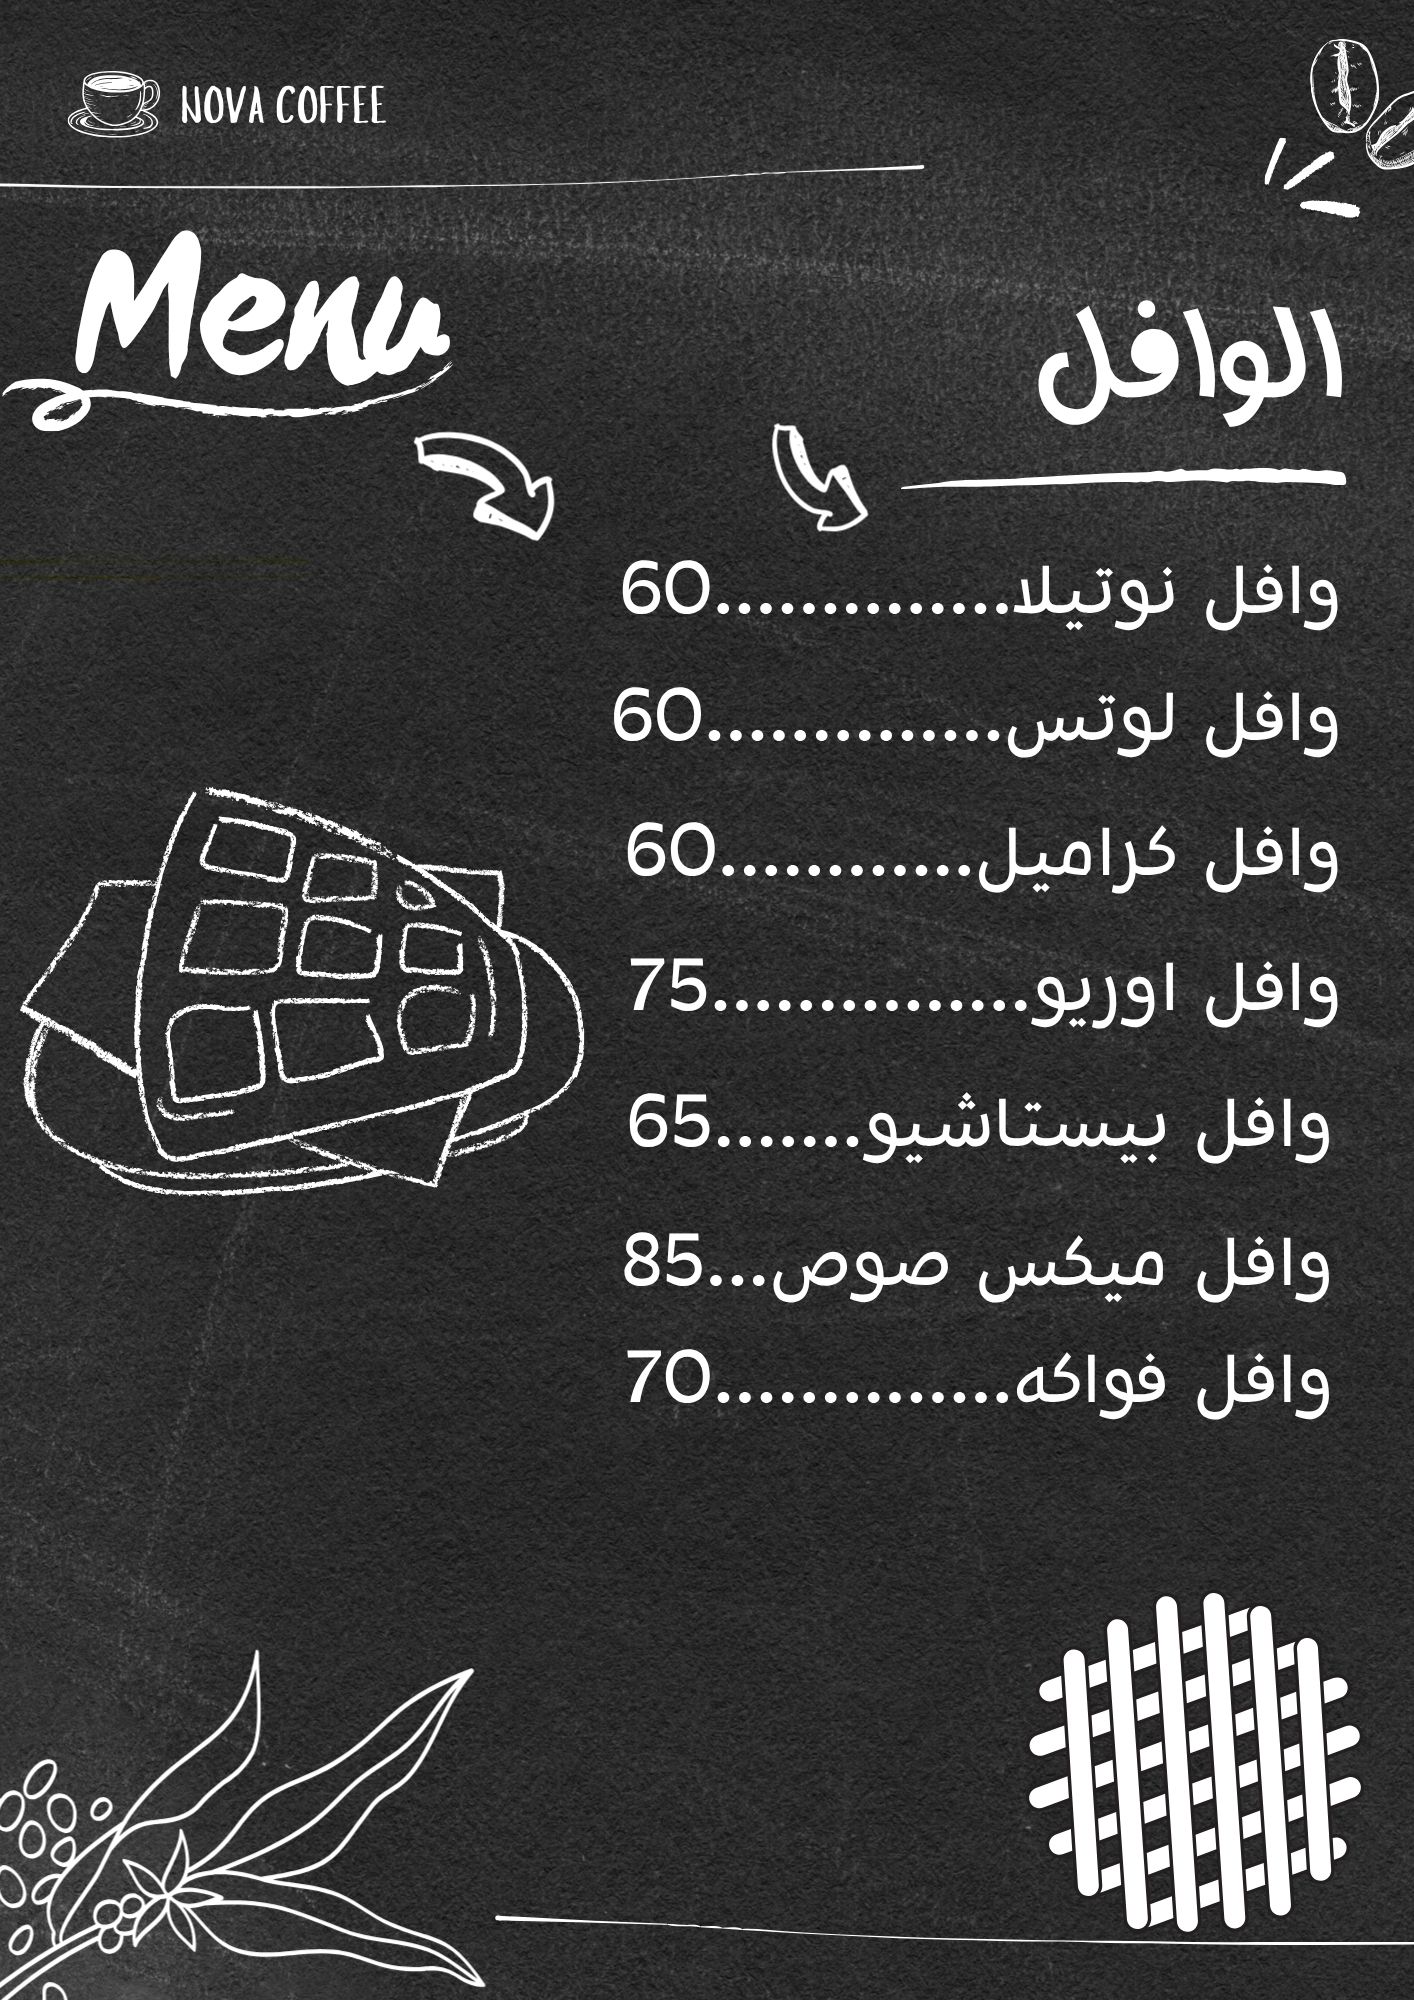 NOVA COFFEE
Menu
الوافل
وافل نوتيلا..............60
وافل لوتس..............60
وافل كراميل............60
وافل اوريو...............75
وافل بيستاشيو.......65
وافل ميكس صوص...85
وافل فواكه..............70